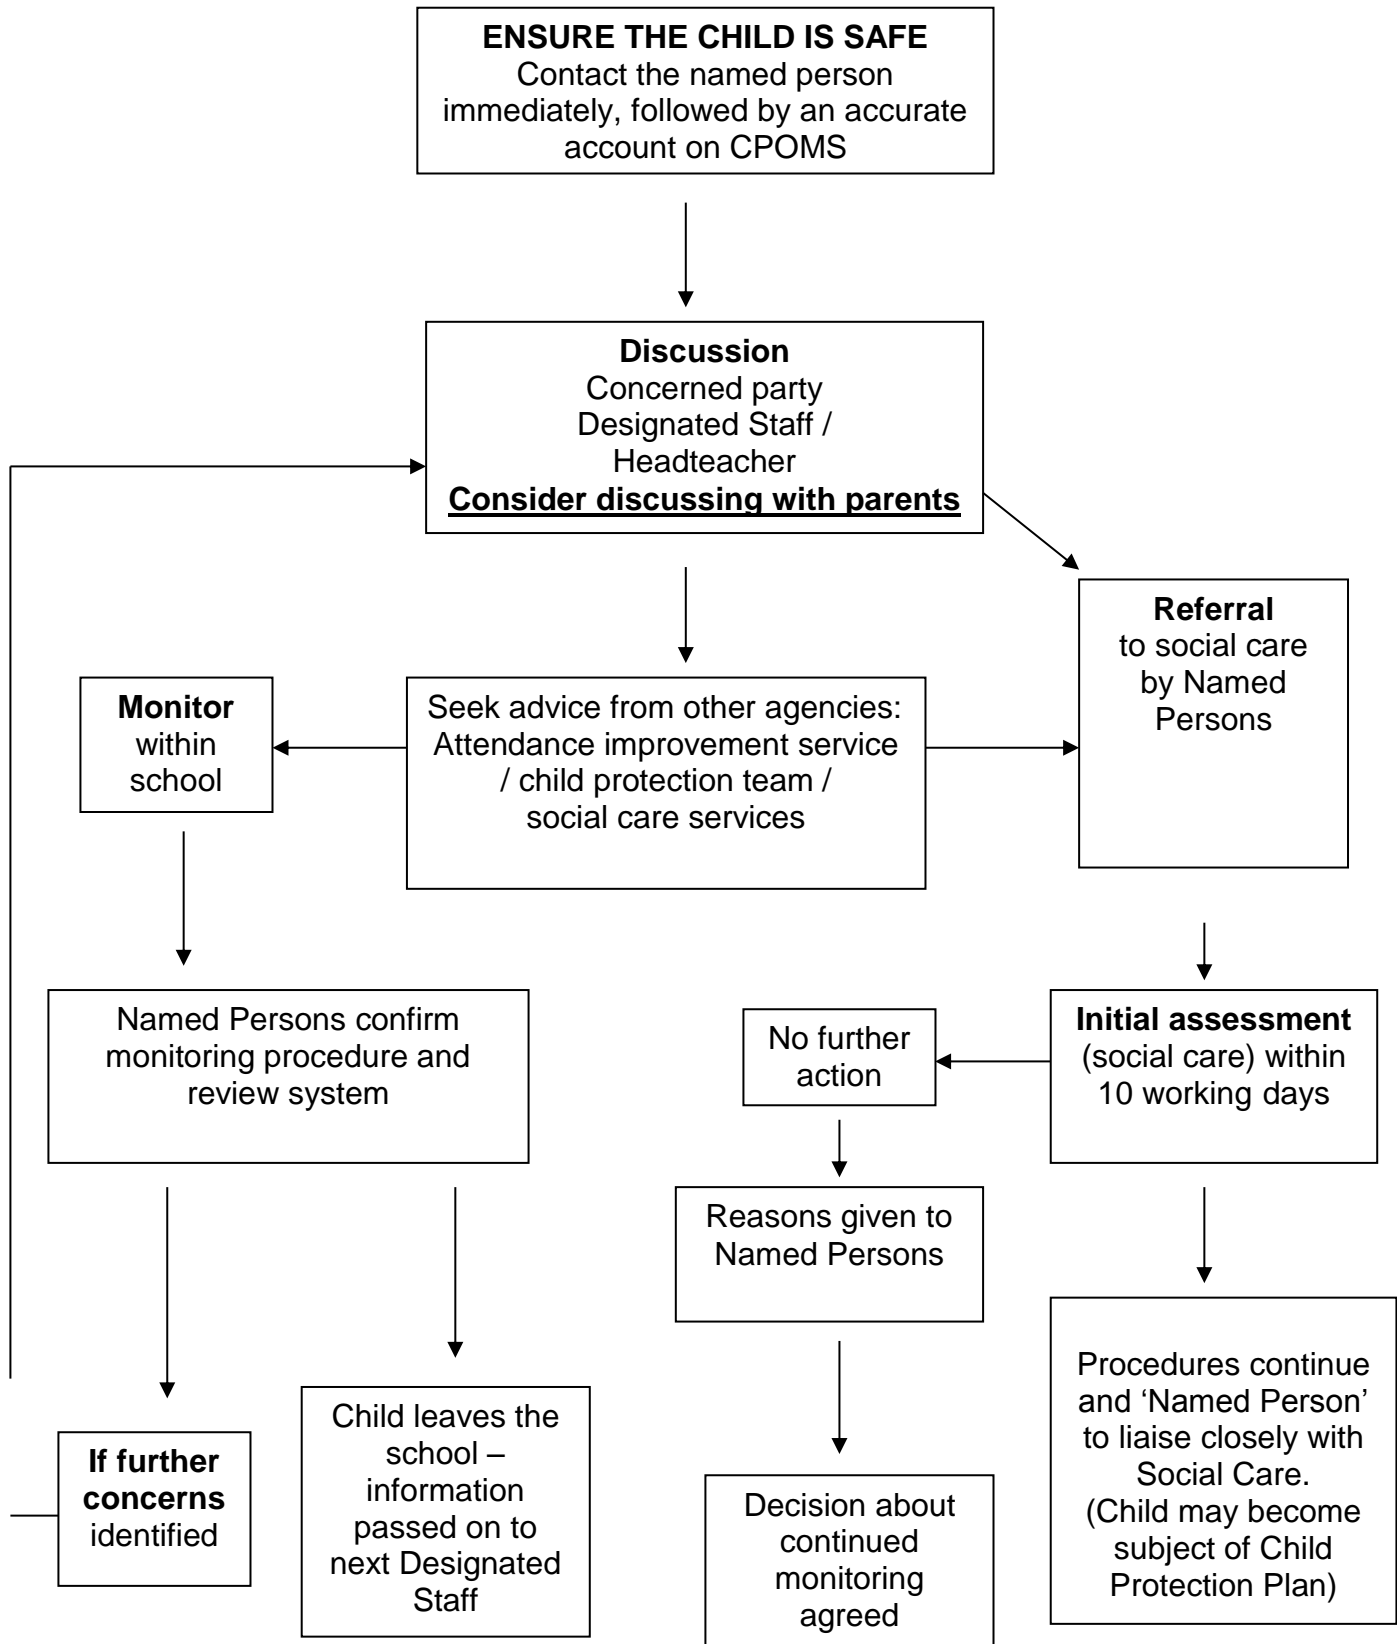 ENSURE THE CHILD IS SAFE
Contact the named person
immediately, followed by an accurate
account on CPOMS
Discussion
Concerned party
Designated Staff /
Headteacher
Consider discussing with parents
Referral
to social care
by Named
Persons
Monitor
within
school
Seek advice from other agencies:
Attendance improvement service
/ child protection team /
social care services
Named Persons confirm
monitoring procedure and
review system
No further
action
Initial assessment
(social care) within
10 working days
Reasons given to
Named Persons
Procedures continue
and ‘Named Person’
to liaise closely with
Social Care.
(Child may become
subject of Child
Protection Plan)
If further
concerns
identified
Child leaves the
school –
information
passed on to
next Designated
Staff
Decision about
continued
monitoring
agreed